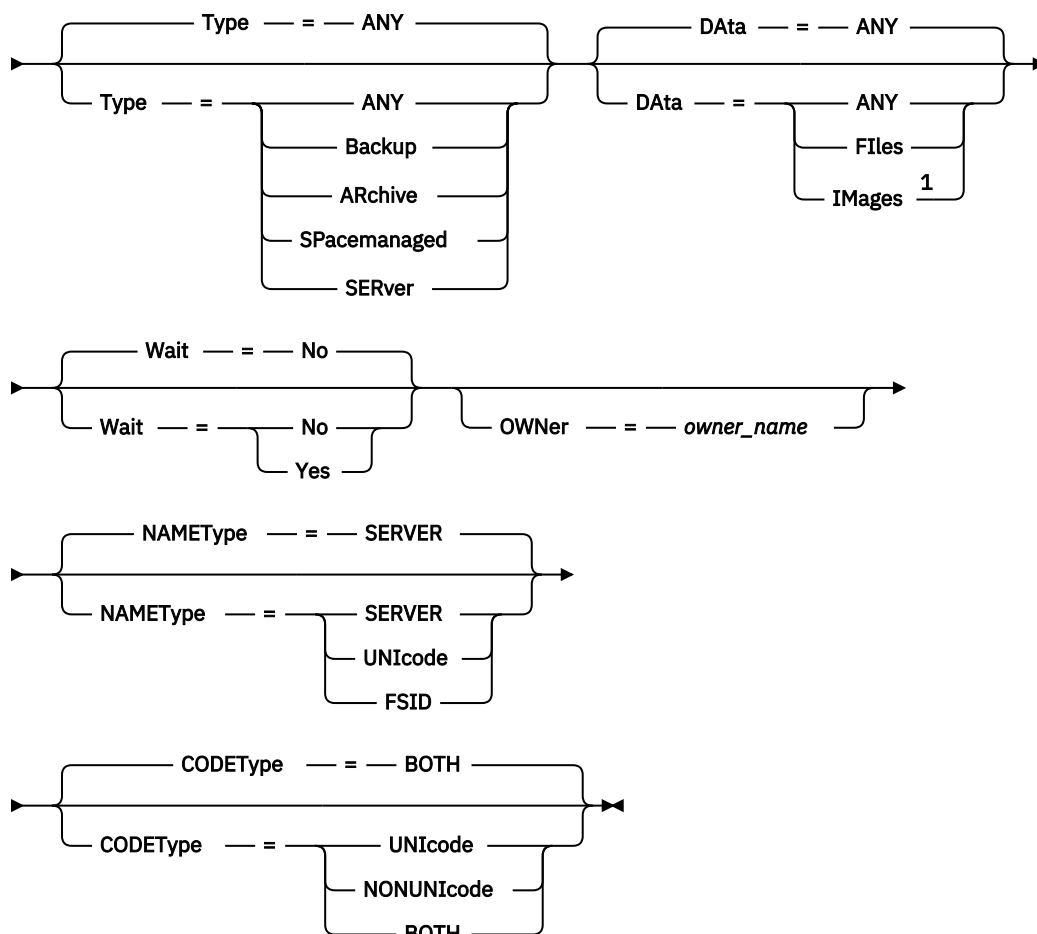 Type = ANY DAta = ANY
Type = ANY DAta = ANY
Backup FIles
ARchive IMages 1
SPacemanaged
SERver
Wait = No
Wait = No OWNer = owner_name
Yes
NAMEType = SERVER
NAMEType = SERVER
UNIcode
FSID
CODEType = BOTH
CODEType = UNIcode
NONUNIcode
BOTH